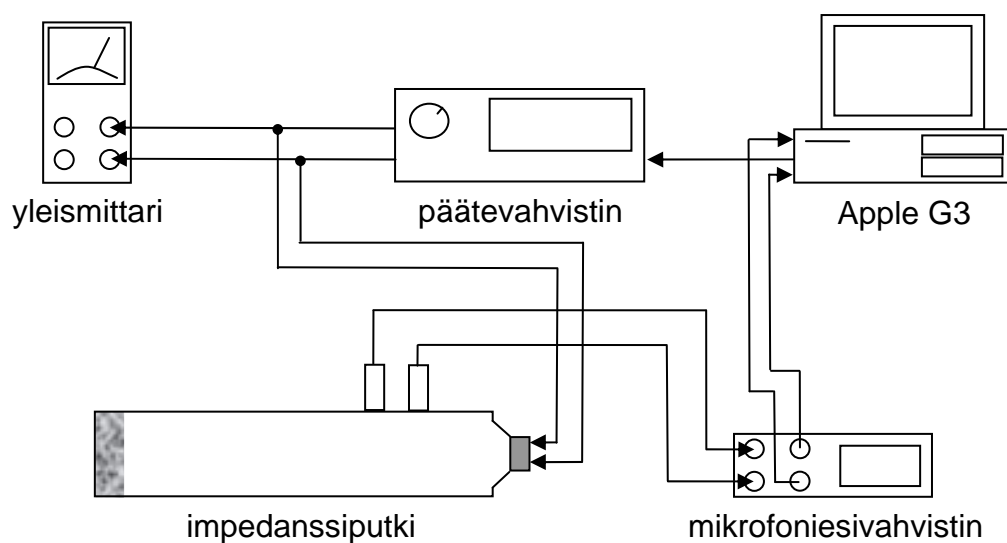 yleismittari
päätevahvistin
Apple G3
impedanssiputki
mikrofoniesivahvistin